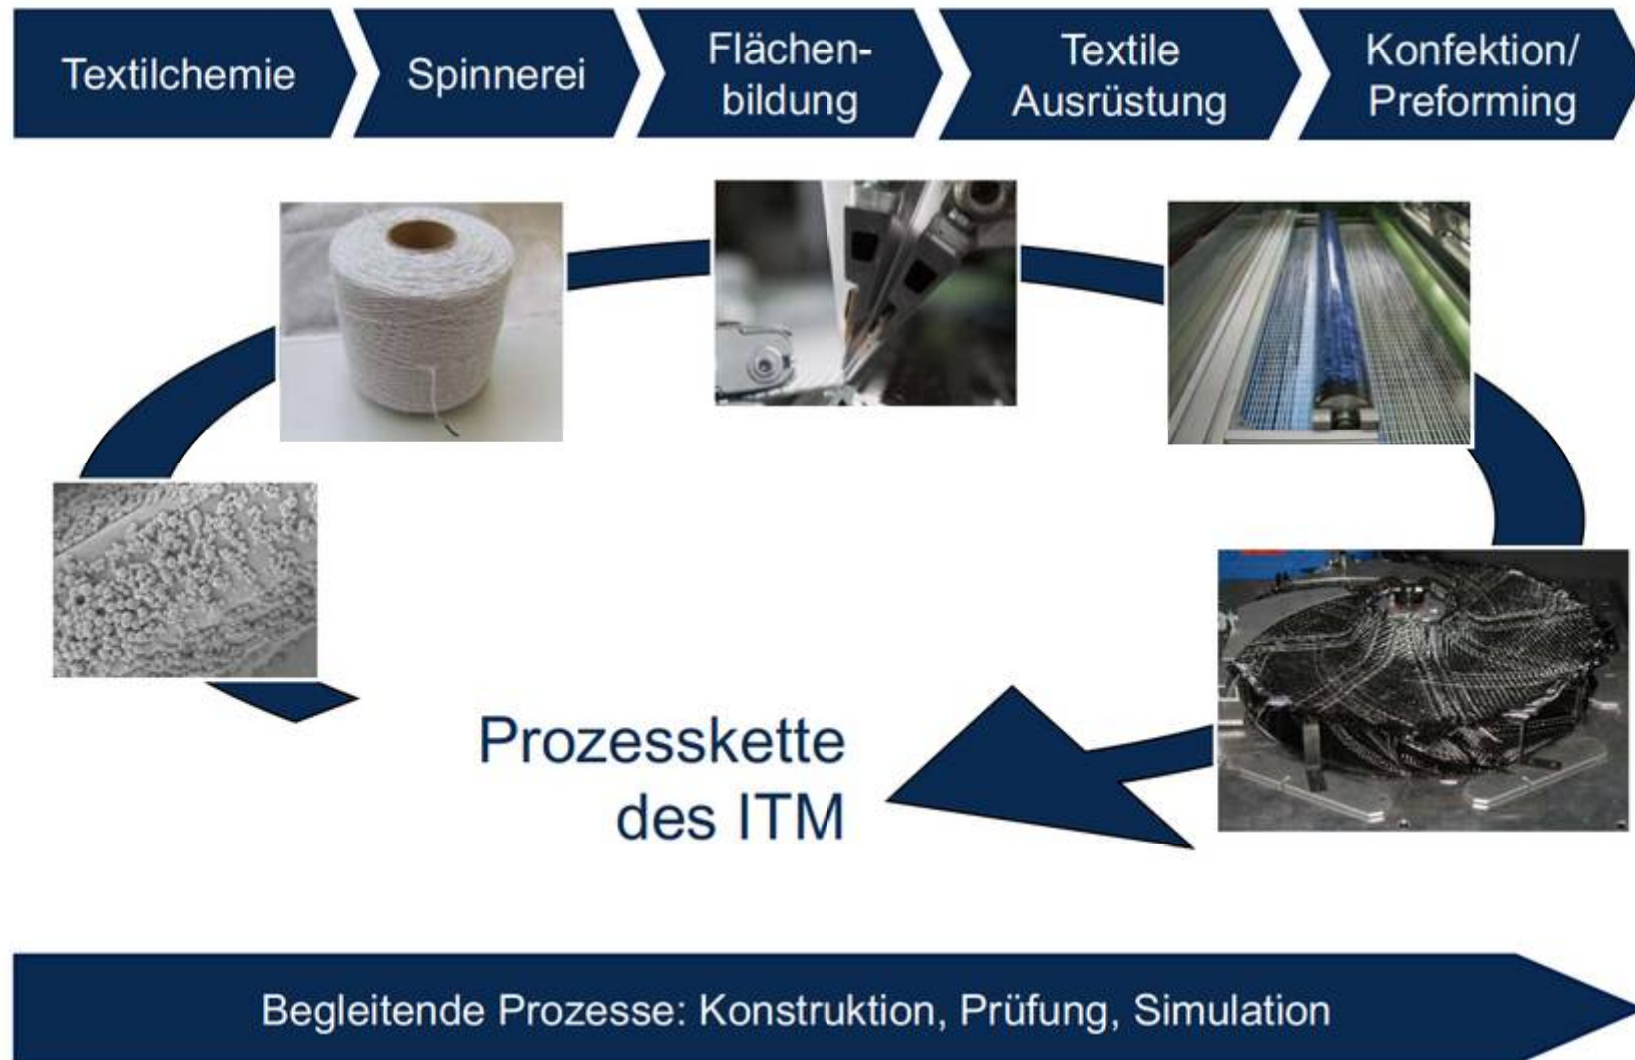 Textilchemie
Spinnerei
Flächen-
bildung
Textile
Ausrüstung
Konfektion/
Preforming
Prozesskette
des ITM
Begleitende Prozesse: Konstruktion, Prüfung, Simulation